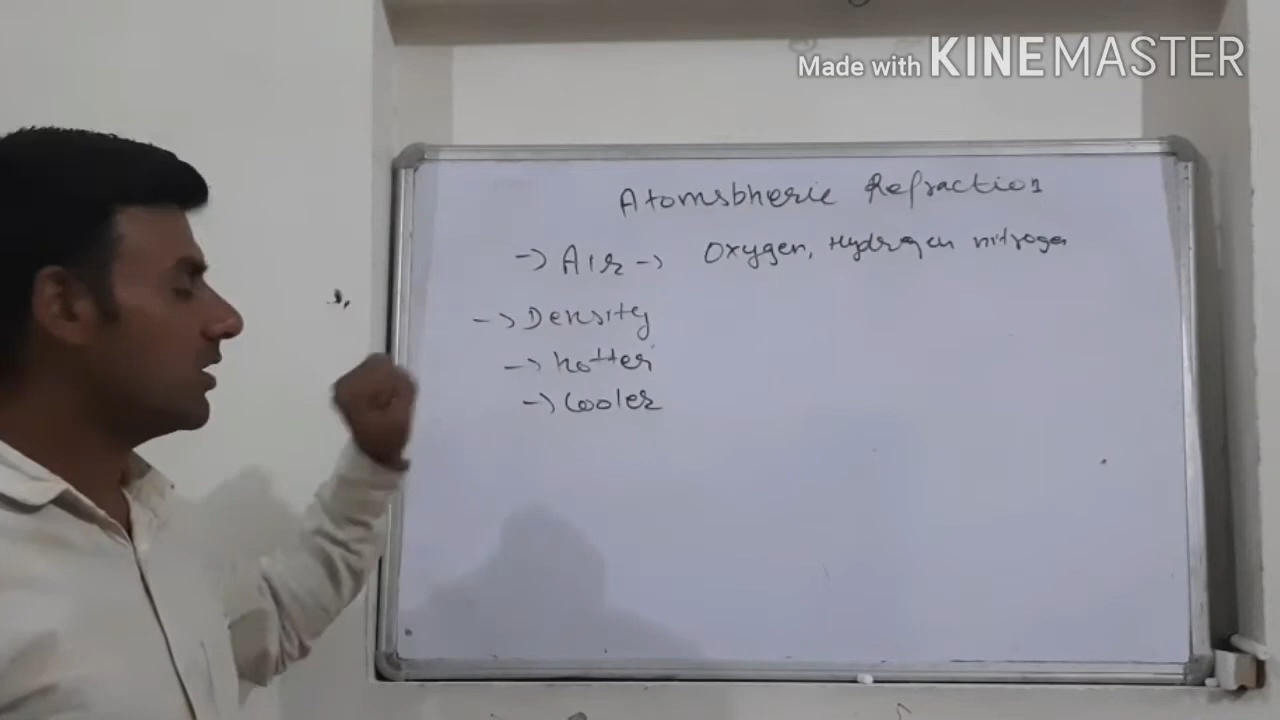 Made with KINEMASTER
Atomsbheric Refraction
→ Air → Oxygen, Hydrogen nitrogen
→ Density
→ hotter
→ Cooler